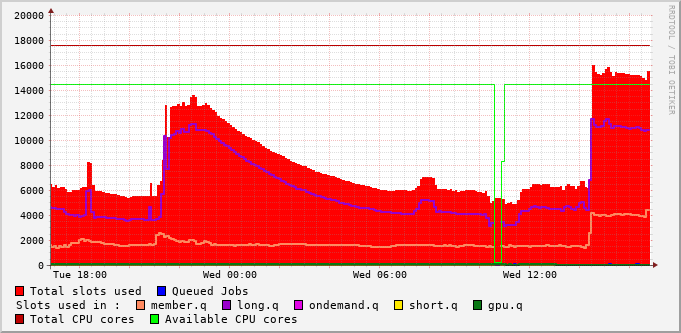 20000
18000
16000
14000
12000
10000
8000
6000
4000
2000
0
Tue 18:00 Wed 00:00 Wed 06:00 Wed 12:00
RRDTOOL / TOBI OETIKER
Total slots used Queued Jobs
Slots used in : member.q long.q ondemand.q short.q gpu.q
Total CPU cores Available CPU cores